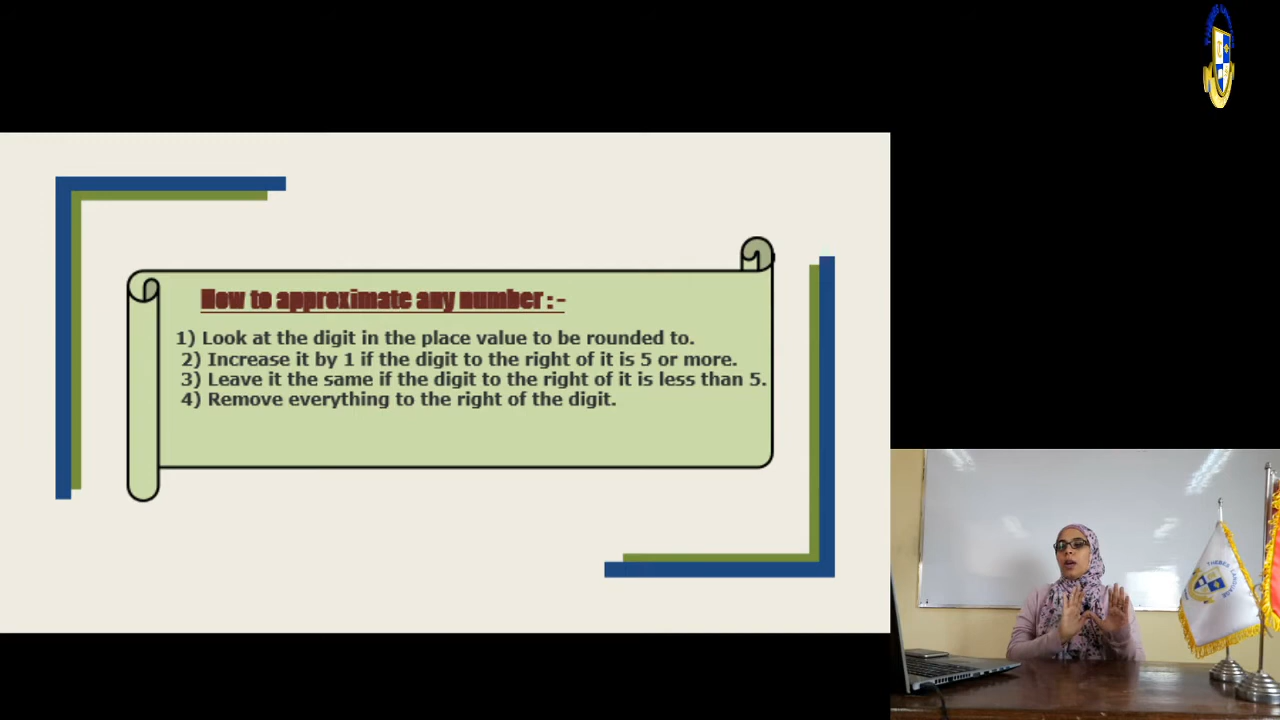 How to approximate any number : -
1) Look at the digit in the place value to be rounded to.
2) Increase it by 1 if the digit to the right of it is 5 or more.
3) Leave it the same if the digit to the right of it is less than 5.
4) Remove everything to the right of the digit.
THEBES LANGUAGE